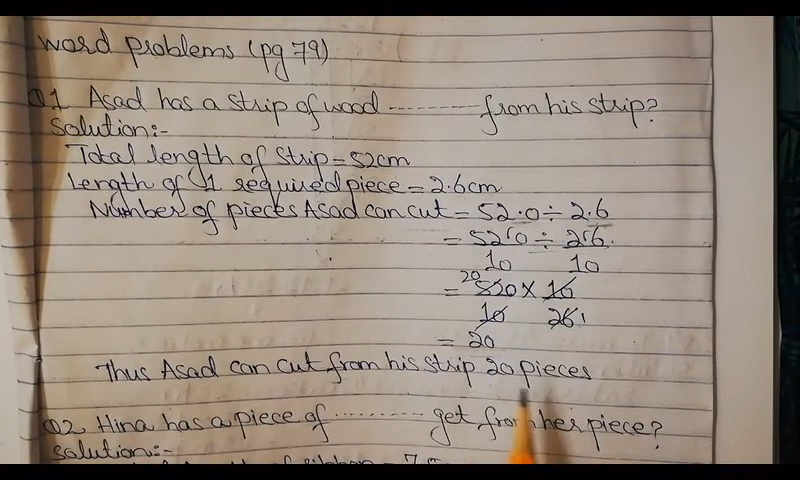 word problems (pg 79)
Q1 Asad has a strip of wood ---------- from his strip?
Solution:-
Total length of strip = 52cm
Length of 1 required piece = 2.6cm
Number of pieces Asad can cut = 52.0 ÷ 2.6
= 520 ÷ 26
10 10
= 20 520 × 10
10 26 1
= 20
Thus Asad can cut from his strip 20 pieces
Q2. Hina has a piece of .......... get from her piece?
Solution:-